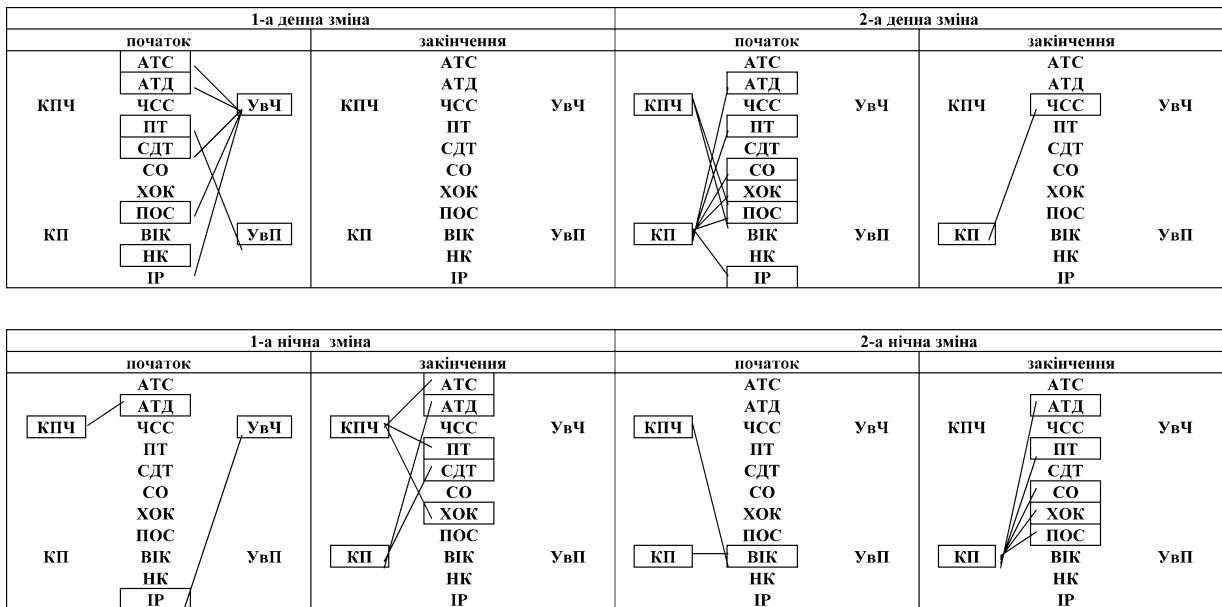 1-а денна зміна 2-а денна зміна
початок закінчення початок закінчення
АТС АТС АТС АТС
АТД АТД АТД АТД
КПЧ ЧСС УвЧ КПЧ ЧСС УвЧ КПЧ ЧСС УвЧ КПЧ ЧСС УвЧ
ПТ ПТ ПТ ПТ
СДТ СДТ СДТ СДТ
СО СО СО СО
ХОК ХОК ХОК ХОК
ПОС ПОС ПОС ПОС
КП ВІК УвП КП ВІК УвП КП ВІК УвП КП ВІК УвП
НК НК НК НК
ІР ІР ІР ІР
1-а нічна зміна 2-а нічна зміна
початок закінчення початок закінчення
АТС АТС АТС АТС
АТД АТД АТД АТД
КПЧ ЧСС УвЧ КПЧ ЧСС УвЧ КПЧ ЧСС УвЧ КПЧ ЧСС УвЧ
ПТ ПТ ПТ ПТ
СДТ СДТ СДТ СДТ
СО СО СО СО
ХОК ХОК ХОК ХОК
ПОС ПОС ПОС ПОС
КП ВІК УвП КП ВІК УвП КП ВІК УвП КП ВІК УвП
НК НК НК НК
ІР ІР ІР ІР